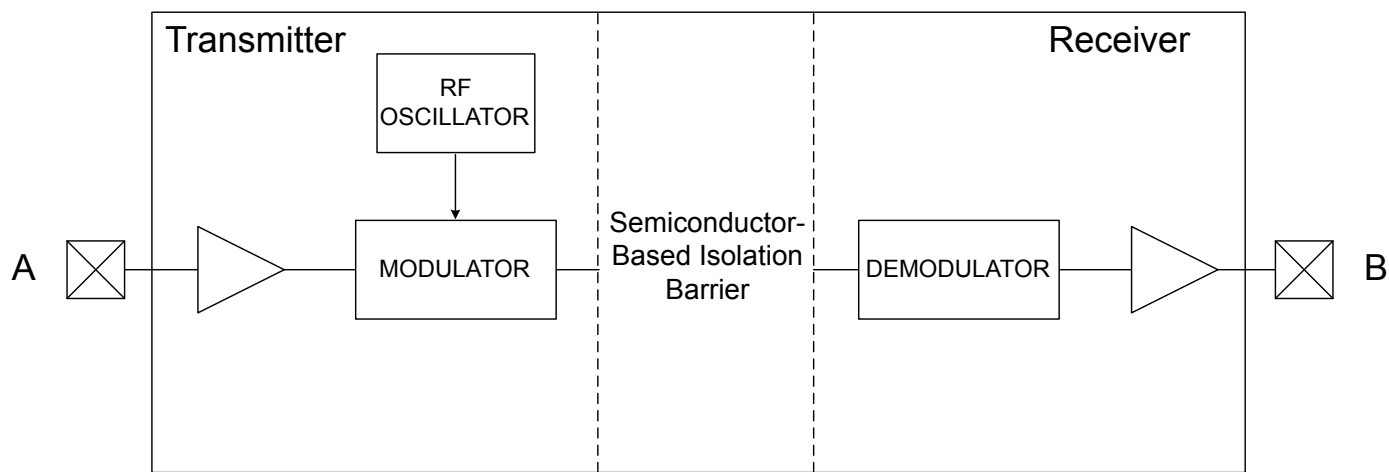 Transmitter
Receiver
RF
OSCILLATOR
A
MODULATOR
Semiconductor-
Based Isolation
Barrier
DEMODULATOR
B